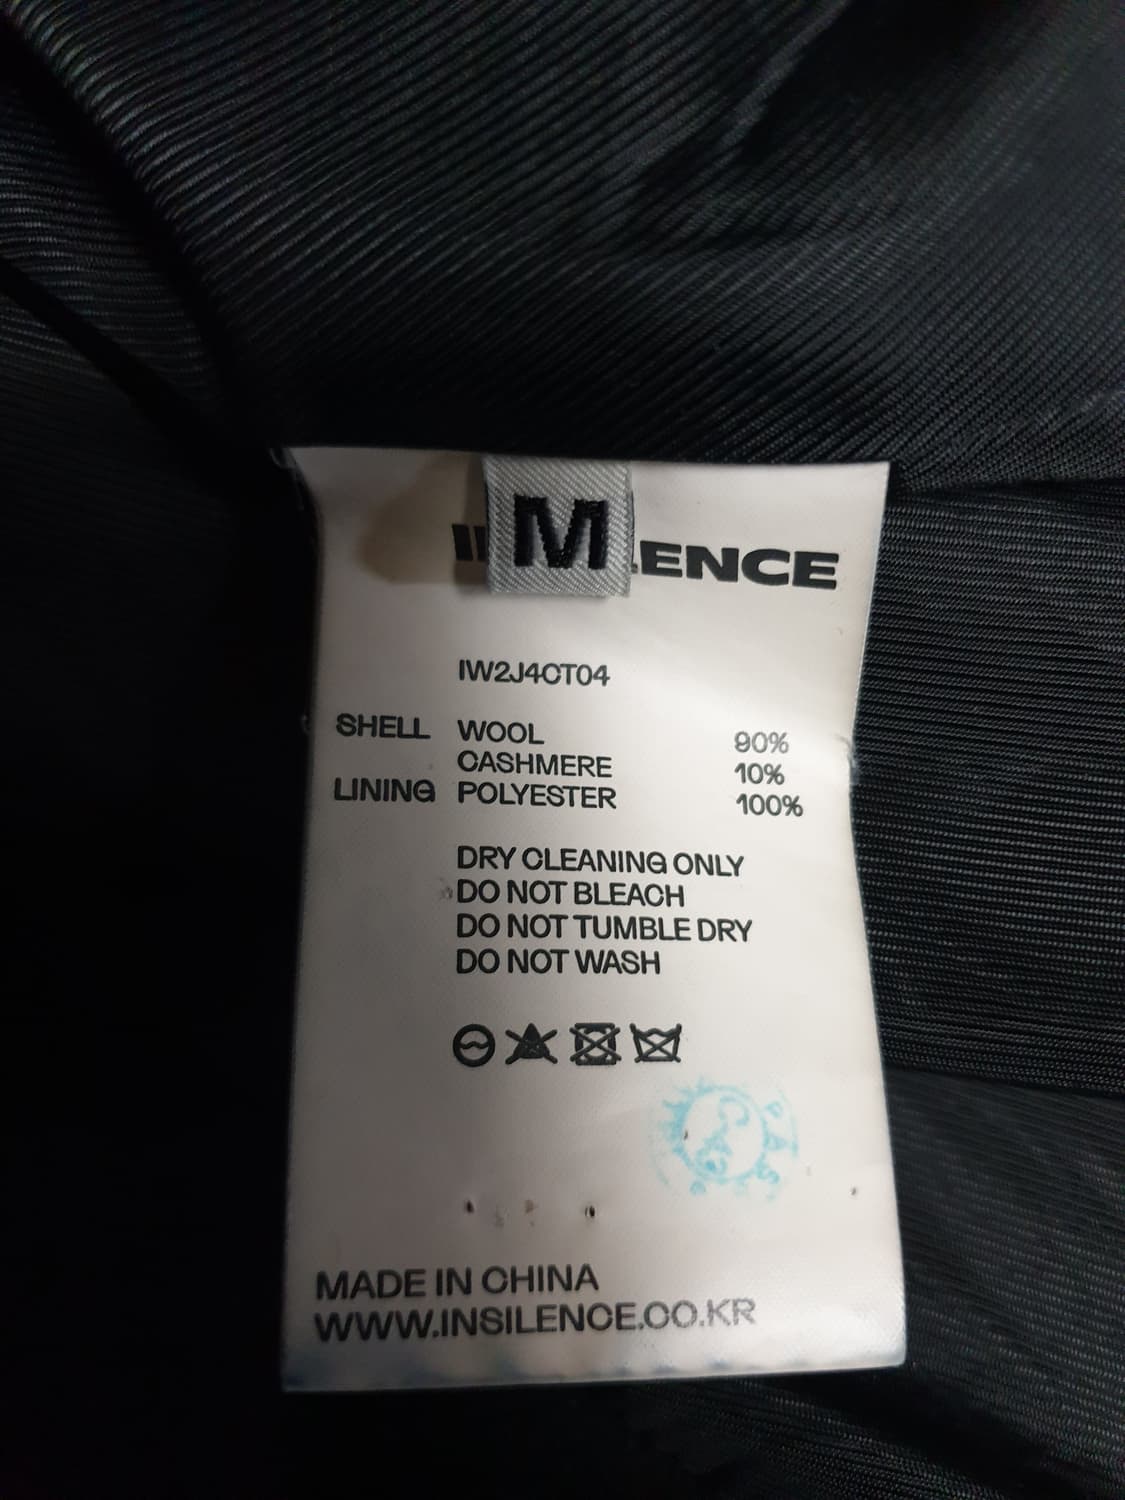 M
ENCE
IW2J4CT04
SHELL WOOL 90%
CASHMERE 10%
LINING POLYESTER 100%
DRY CLEANING ONLY
DO NOT BLEACH
DO NOT TUMBLE DRY
DO NOT WASH
MADE IN CHINA
WWW.INSILENCE.CO.KR